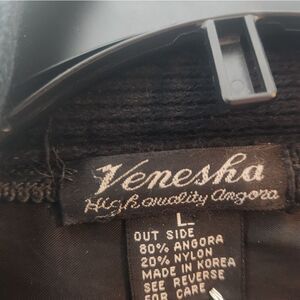 Venesha
High quality Angora
L
OUT SIDE
80% ANGORA
20% NYLON
MADE IN KOREA
SEE REVERSE
FOR CARE